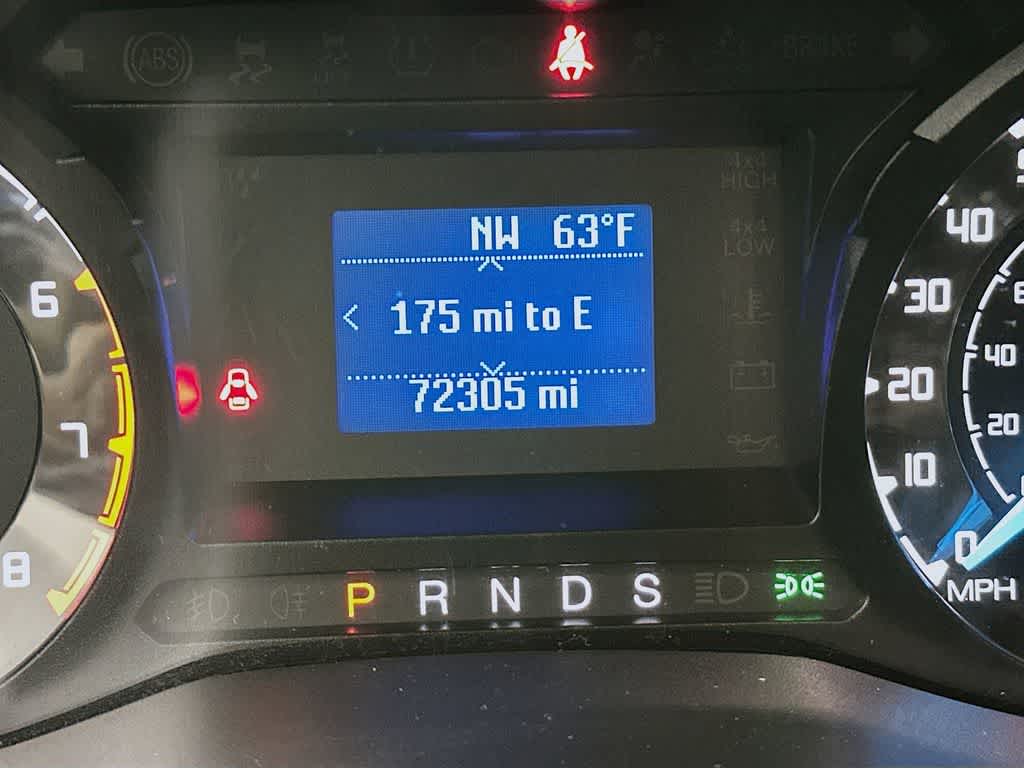 ABS
BRAKE
4x4
HIGH
NW 63°F
4x4
LOW
175 mi to E
72305 mi
P R N D S
6
7
8
40
30
20
10
0
MPH
40
20